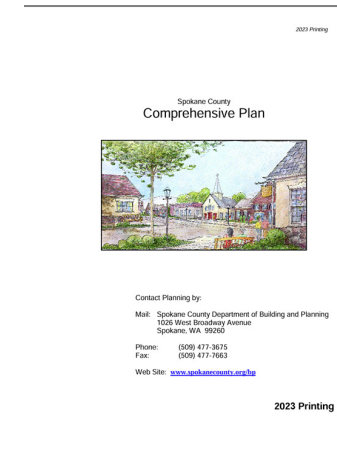 2023 Printing
Spokane County
Comprehensive Plan
Contact Planning by:
Mail: Spokane County Department of Building and Planning
1026 West Broadway Avenue
Spokane, WA 99260
Phone: (509) 477-3675
Fax: (509) 477-7663
Web Site: www.spokanecounty.org/bp
2023 Printing